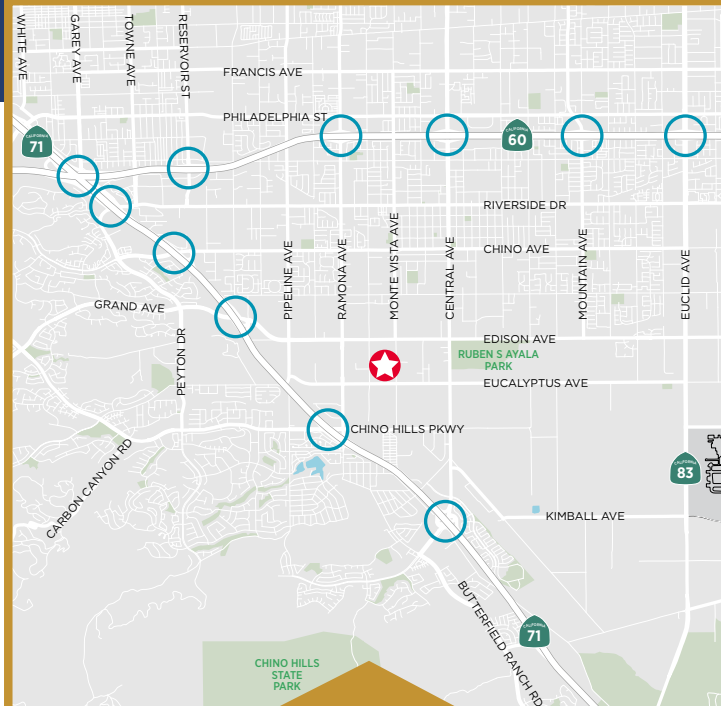 WHITE AVE
GAREY AVE
TOWNE AVE
RESERVOIR ST
FRANCIS AVE
PHILADELPHIA ST
CALIFORNIA
71
CALIFORNIA
60
RIVERSIDE DR
CHINO AVE
PIPELINE AVE
RAMONA AVE
MONTE VISTA AVE
CENTRAL AVE
MOUNTAIN AVE
EUCLID AVE
GRAND AVE
PEYTON DR
EDISON AVE
RUBEN S AYALA
PARK
EUCALYPTUS AVE
CHINO HILLS PKWY
CARBON CANYON RD
CALIFORNIA
83
KIMBALL AVE
BUTTERFIELD RANCH RD
CALIFORNIA
71
CHINO HILLS
STATE
PARK